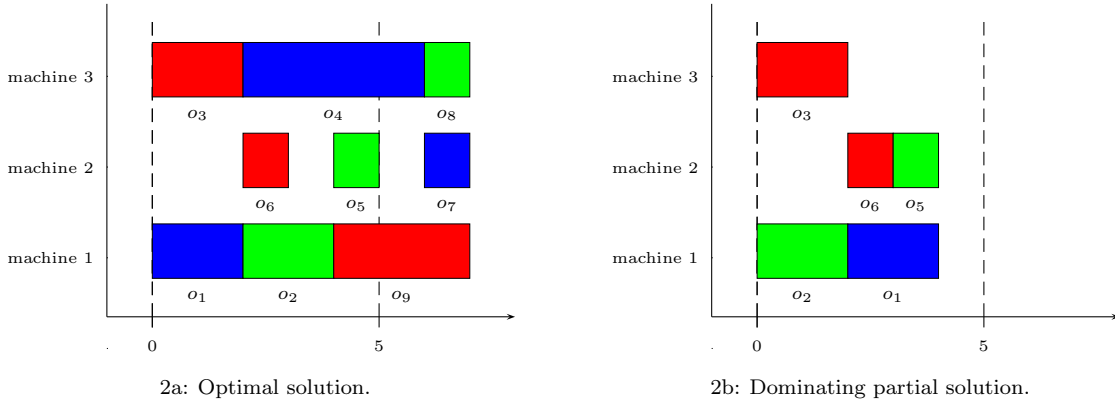 machine 3
o3 o4 o8
machine 2
o6 o5 o7
machine 1
o1 o2 o9
0 5
2a: Optimal solution.
machine 3
o3
machine 2
o6 o5
machine 1
o2 o1
0 5
2b: Dominating partial solution.